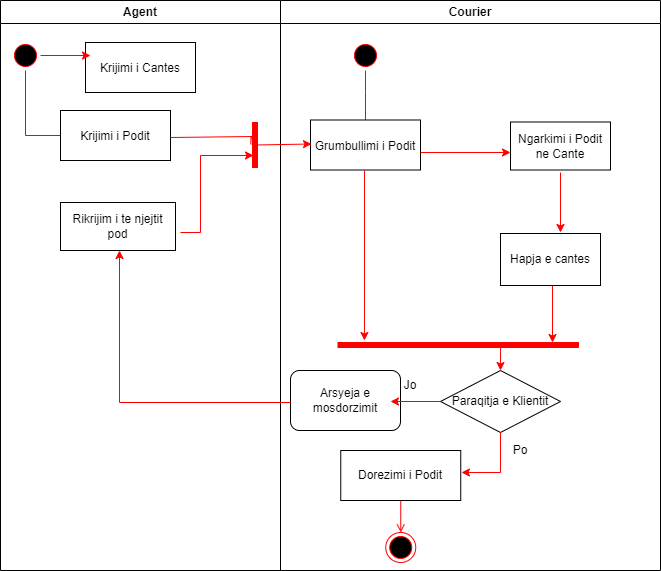 Agent
Courier
Krijimi i Cantes
Krijimi i Podit
Grumbullimi i Podit
Ngarkimi i Podit
ne Cante
Rikrijim i te njejtit
pod
Hapja e cantes
Arsyeja e
mosdorzimit
Jo
Paraqitja e Klientit
Po
Dorezimi i Podit